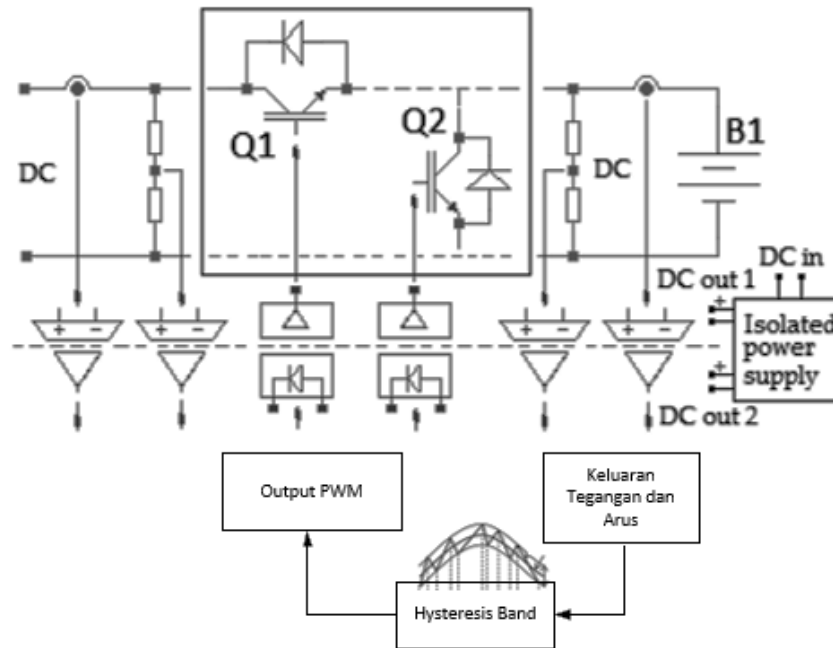 Q1
Q2
DC
DC
B1
DC in
DC out 1
+ -
+ -
+ -
+ -
+
Isolated
power
supply
+
DC out 2
Output PWM
Keluaran
Tegangan dan
Arus
Hysteresis Band